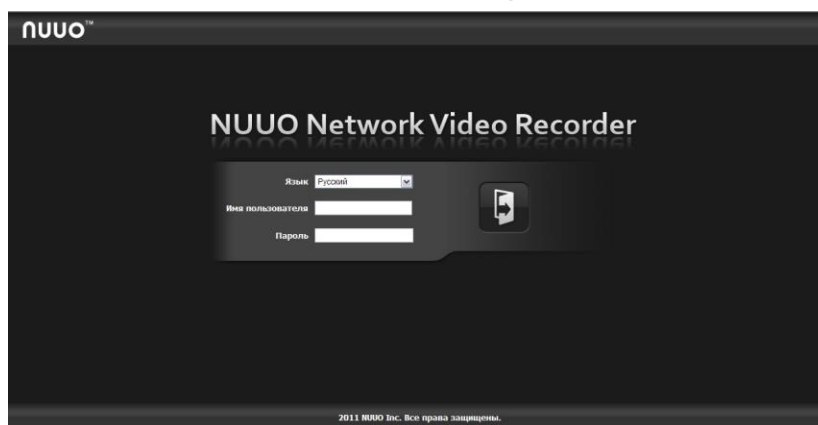 nuuo™
NUUO Network Video Recorder
Язык Русский
Имя пользователя
Пароль
2011 NUUO Inc. Все права защищены.